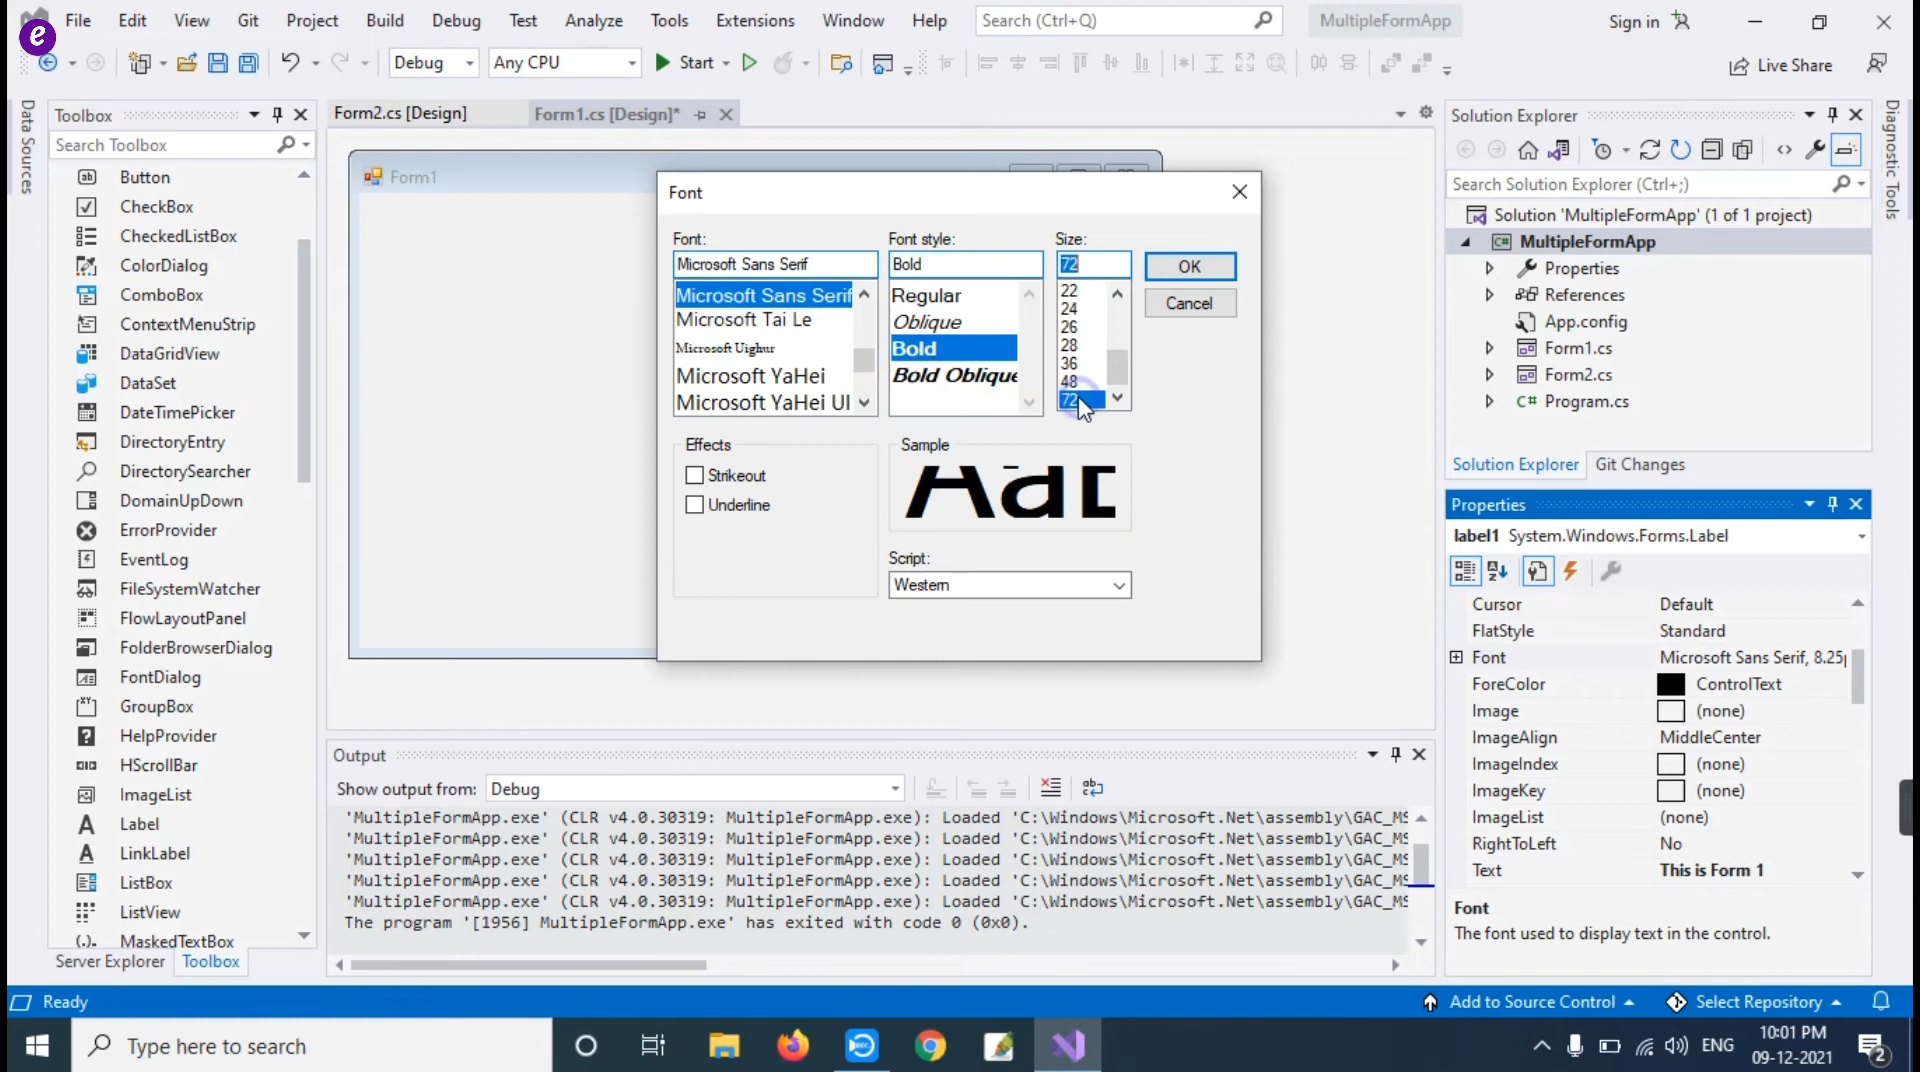 e
File Edit View Git Project Build Debug Test Analyze Tools Extensions Window Help Search (Ctrl+Q) MultipleFormApp Sign in
Debug Any CPU Start Live Share
Data Sources
Toolbox
Search Toolbox
Button
CheckBox
CheckedListBox
ColorDialog
ComboBox
ContextMenuStrip
DataGridView
DataSet
DateTimePicker
DirectoryEntry
DirectorySearcher
DomainUpDown
ErrorProvider
EventLog
FileSystemWatcher
FlowLayoutPanel
FolderBrowserDialog
FontDialog
GroupBox
HelpProvider
HScrollBar
ImageList
Label
LinkLabel
ListBox
ListView
MaskedTextBox
Server Explorer Toolbox
Form2.cs [Design] Form1.cs [Design]*
Form1
Font
Font: Font style: Size:
Microsoft Sans Serif Bold 72
Microsoft Sans Serif
Microsoft Tai Le
Microsoft Uighur
Microsoft YaHei
Microsoft YaHei UI
Regular
Oblique
Bold
Bold Oblique
22
24
26
28
36
48
72
OK
Cancel
Effects
Strikeout
Underline
Sample
Script:
Western
Output
Show output from: Debug
'MultipleFormApp.exe' (CLR v4.0.30319: MultipleFormApp.exe): Loaded 'C:\Windows\Microsoft.Net\assembly\GAC_MS
'MultipleFormApp.exe' (CLR v4.0.30319: MultipleFormApp.exe): Loaded 'C:\Windows\Microsoft.Net\assembly\GAC_MS
'MultipleFormApp.exe' (CLR v4.0.30319: MultipleFormApp.exe): Loaded 'C:\Windows\Microsoft.Net\assembly\GAC_MS
'MultipleFormApp.exe' (CLR v4.0.30319: MultipleFormApp.exe): Loaded 'C:\Windows\Microsoft.Net\assembly\GAC_MS
'MultipleFormApp.exe' (CLR v4.0.30319: MultipleFormApp.exe): Loaded 'C:\Windows\Microsoft.Net\assembly\GAC_MS
The program '[1956] MultipleFormApp.exe' has exited with code 0 (0x0).
Solution Explorer
Search Solution Explorer (Ctrl+;)
Solution 'MultipleFormApp' (1 of 1 project)
MultipleFormApp
Properties
References
App.config
Form1.cs
Form2.cs
C# Program.cs
Solution Explorer Git Changes
Diagnostic Tools
Properties
label1 System.Windows.Forms.Label
Cursor Default
FlatStyle Standard
Font Microsoft Sans Serif, 8.25
ForeColor ControlText
Image (none)
ImageAlign MiddleCenter
ImageIndex (none)
ImageKey (none)
ImageList (none)
RightToLeft No
Text This is Form 1
Font
The font used to display text in the control.
Ready Add to Source Control Select Repository
Type here to search
ENG
10:01 PM
09-12-2021
2